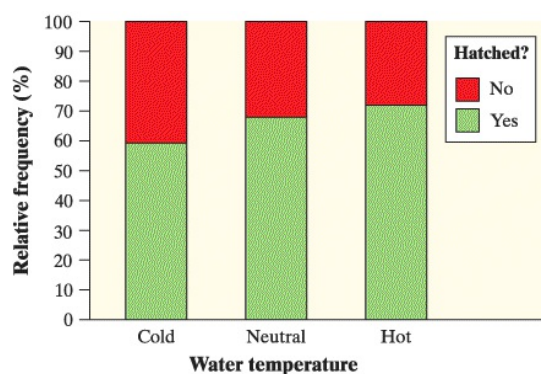 Relative frequency (%)
100
90
80
70
60
50
40
30
20
10
0
Cold Neutral Hot
Water temperature
Hatched?
No
Yes